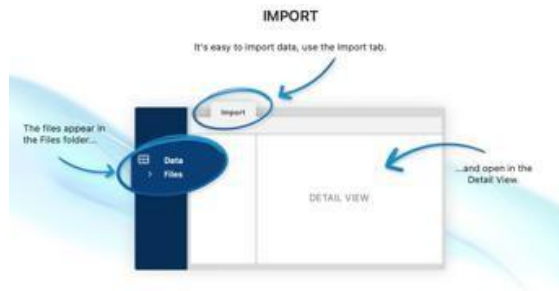 IMPORT
It's easy to import data, use the Import tab.
Import
The files appear in
the Files folder...
Data
> Files
DETAIL VIEW
...and open in the
Detail View.